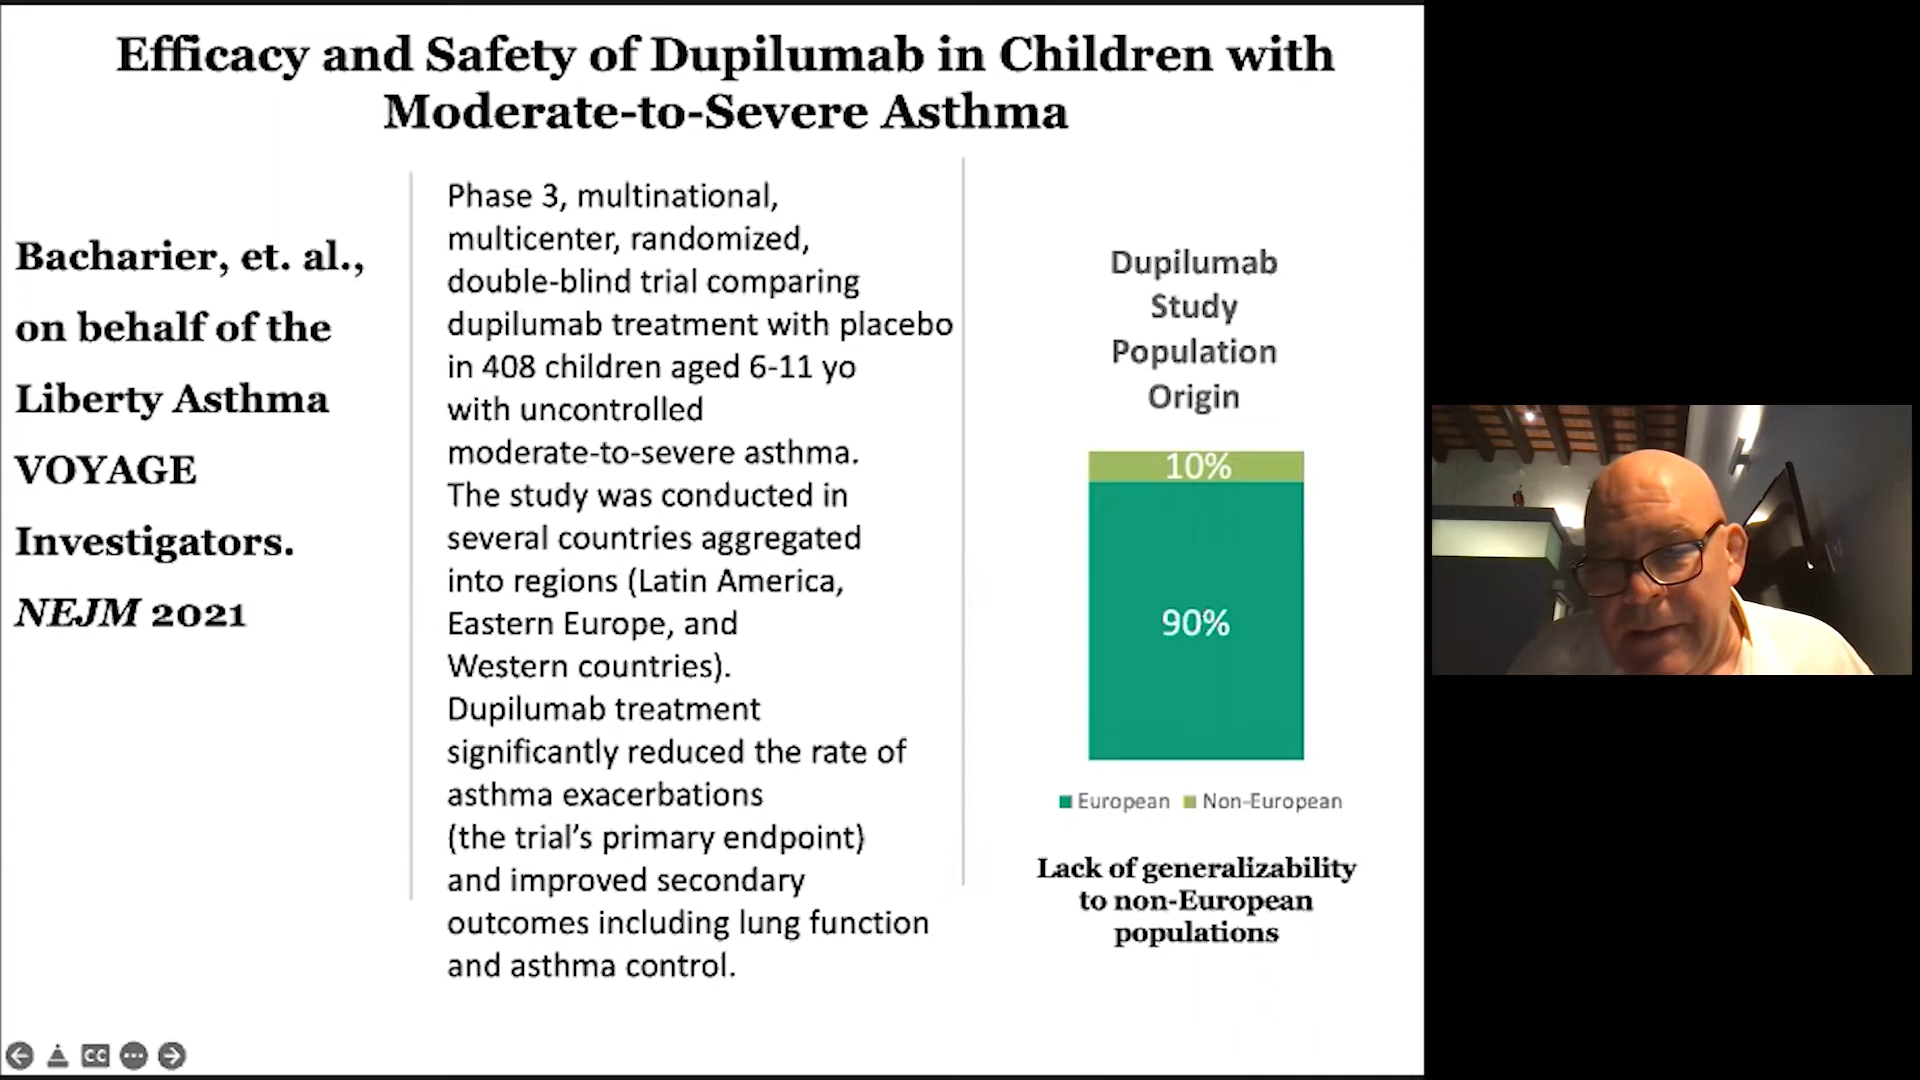 Efficacy and Safety of Dupilumab in Children with
Moderate-to-Severe Asthma
Bacharier, et. al.,
on behalf of the
Liberty Asthma
VOYAGE
Investigators.
NEJM 2021
Phase 3, multinational,
multicenter, randomized,
double-blind trial comparing
dupilumab treatment with placebo
in 408 children aged 6-11 yo
with uncontrolled
moderate-to-severe asthma.
The study was conducted in
several countries aggregated
into regions (Latin America,
Eastern Europe, and
Western countries).
Dupilumab treatment
significantly reduced the rate of
asthma exacerbations
(the trial’s primary endpoint)
and improved secondary
outcomes including lung function
and asthma control.
Dupilumab
Study
Population
Origin
10%
90%
European Non-European
Lack of generalizability
to non-European
populations
CC